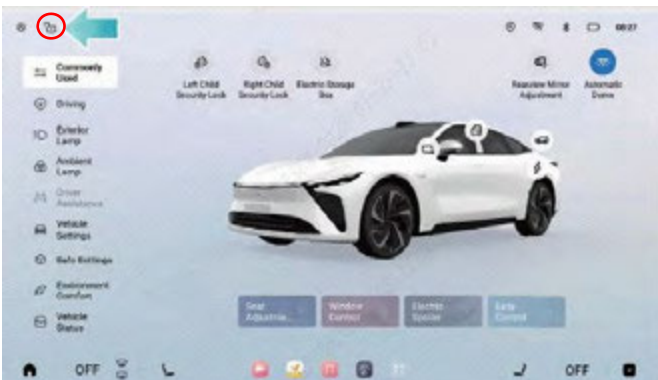 08:27
Commonly
Used
Driving
Exterior
Lamp
Ambient
Lamp
Driver
Assistance
Vehicle
Settings
Safe Settings
Environment
Comfort
Vehicle
Status
Left Child
Security Lock
Right Child
Security Lock
Electric Storage
Box
Rearview Mirror
Adjustment
Automatic
Dome
Seat
Adjustme...
Window
Control
Electric
Spoiler
Easy
Control
OFF
OFF